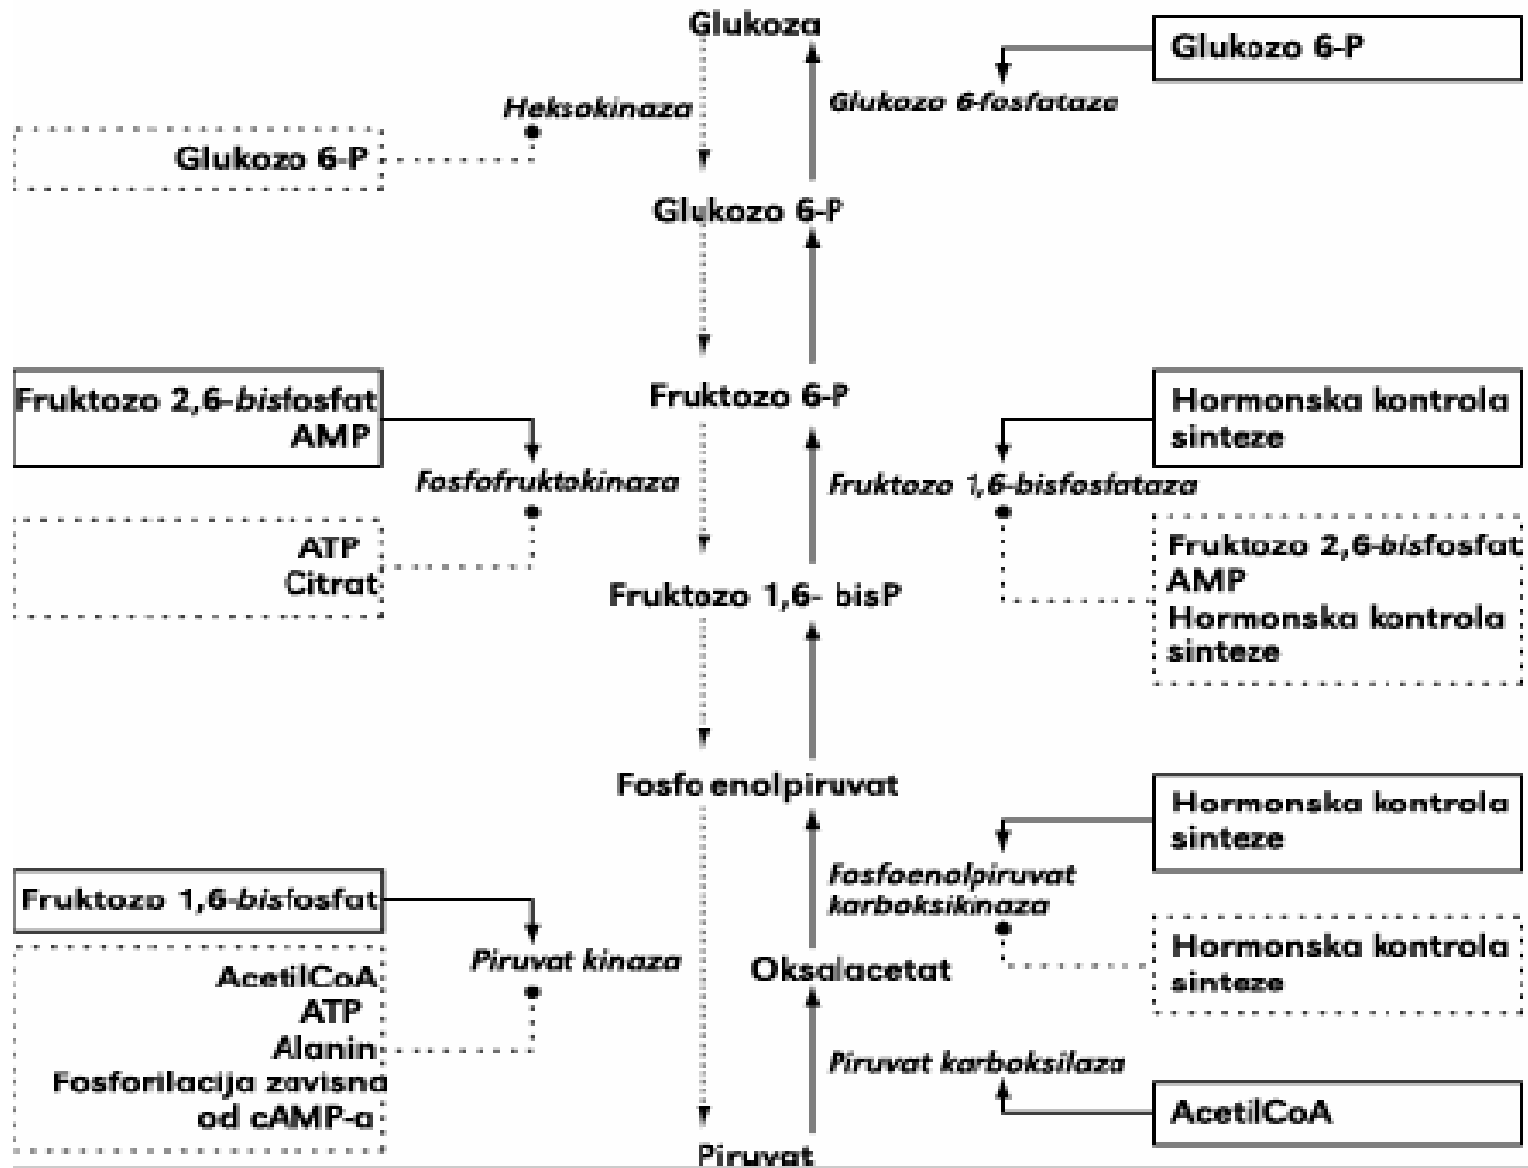 Glukoza
Glukozo 6-P
Heksokinaza
Glukozo 6-fosfataza
Glukozo 6-P
Glukozo 6-P
Fruktozo 2,6-bisfosfat
AMP
Fruktozo 6-P
Hormonska kontrola
sinteze
Fosfofruktokinaza
Fruktozo 1,6-bisfosfataza
ATP
Citrat
Fruktozo 2,6-bisfosfat
AMP
Hormonska kontrola
sinteze
Fruktozo 1,6- bisP
Fosfoenolpiruvat
Hormonska kontrola
sinteze
Fosfoenolpiruvat
karboksikinaza
Fruktozo 1,6-bisfosfat
Piruvat kinaza
Hormonska kontrola
sinteze
Oksalacetat
AcetilCoA
ATP
Alanin
Fosforilacija zavisna
od cAMP-a
Piruvat karboksilaza
AcetilCoA
Piruvat